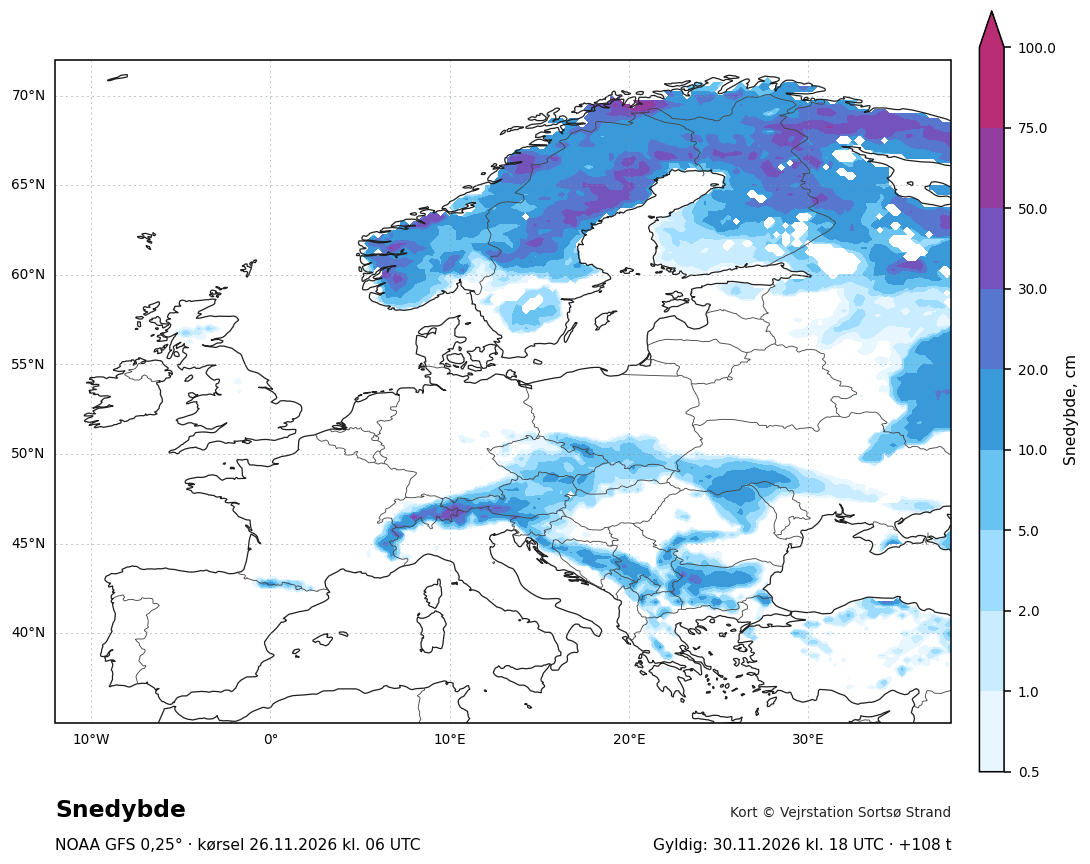 100.0
75.0
50.0
30.0
20.0
10.0
5.0
2.0
1.0
0.5
Snedybde, cm
70°N
65°N
60°N
55°N
50°N
45°N
40°N
10°W 0° 10°E 20°E 30°E
Snedybde
Kort © Vejrstation Sortsø Strand
NOAA GFS 0,25° · kørsel 26.11.2026 kl. 06 UTC
Gyldig: 30.11.2026 kl. 18 UTC · +108 t